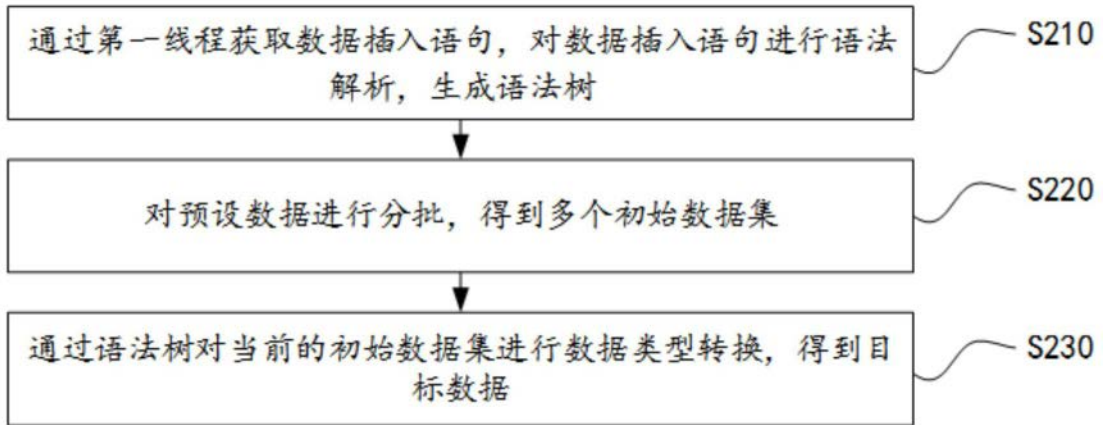 通过第一线程获取数据插入语句，对数据插入语句进行语法
解析，生成语法树
S210
对预设数据进行分批，得到多个初始数据集
S220
通过语法树对当前的初始数据集进行数据类型转换，得到目
标数据
S230